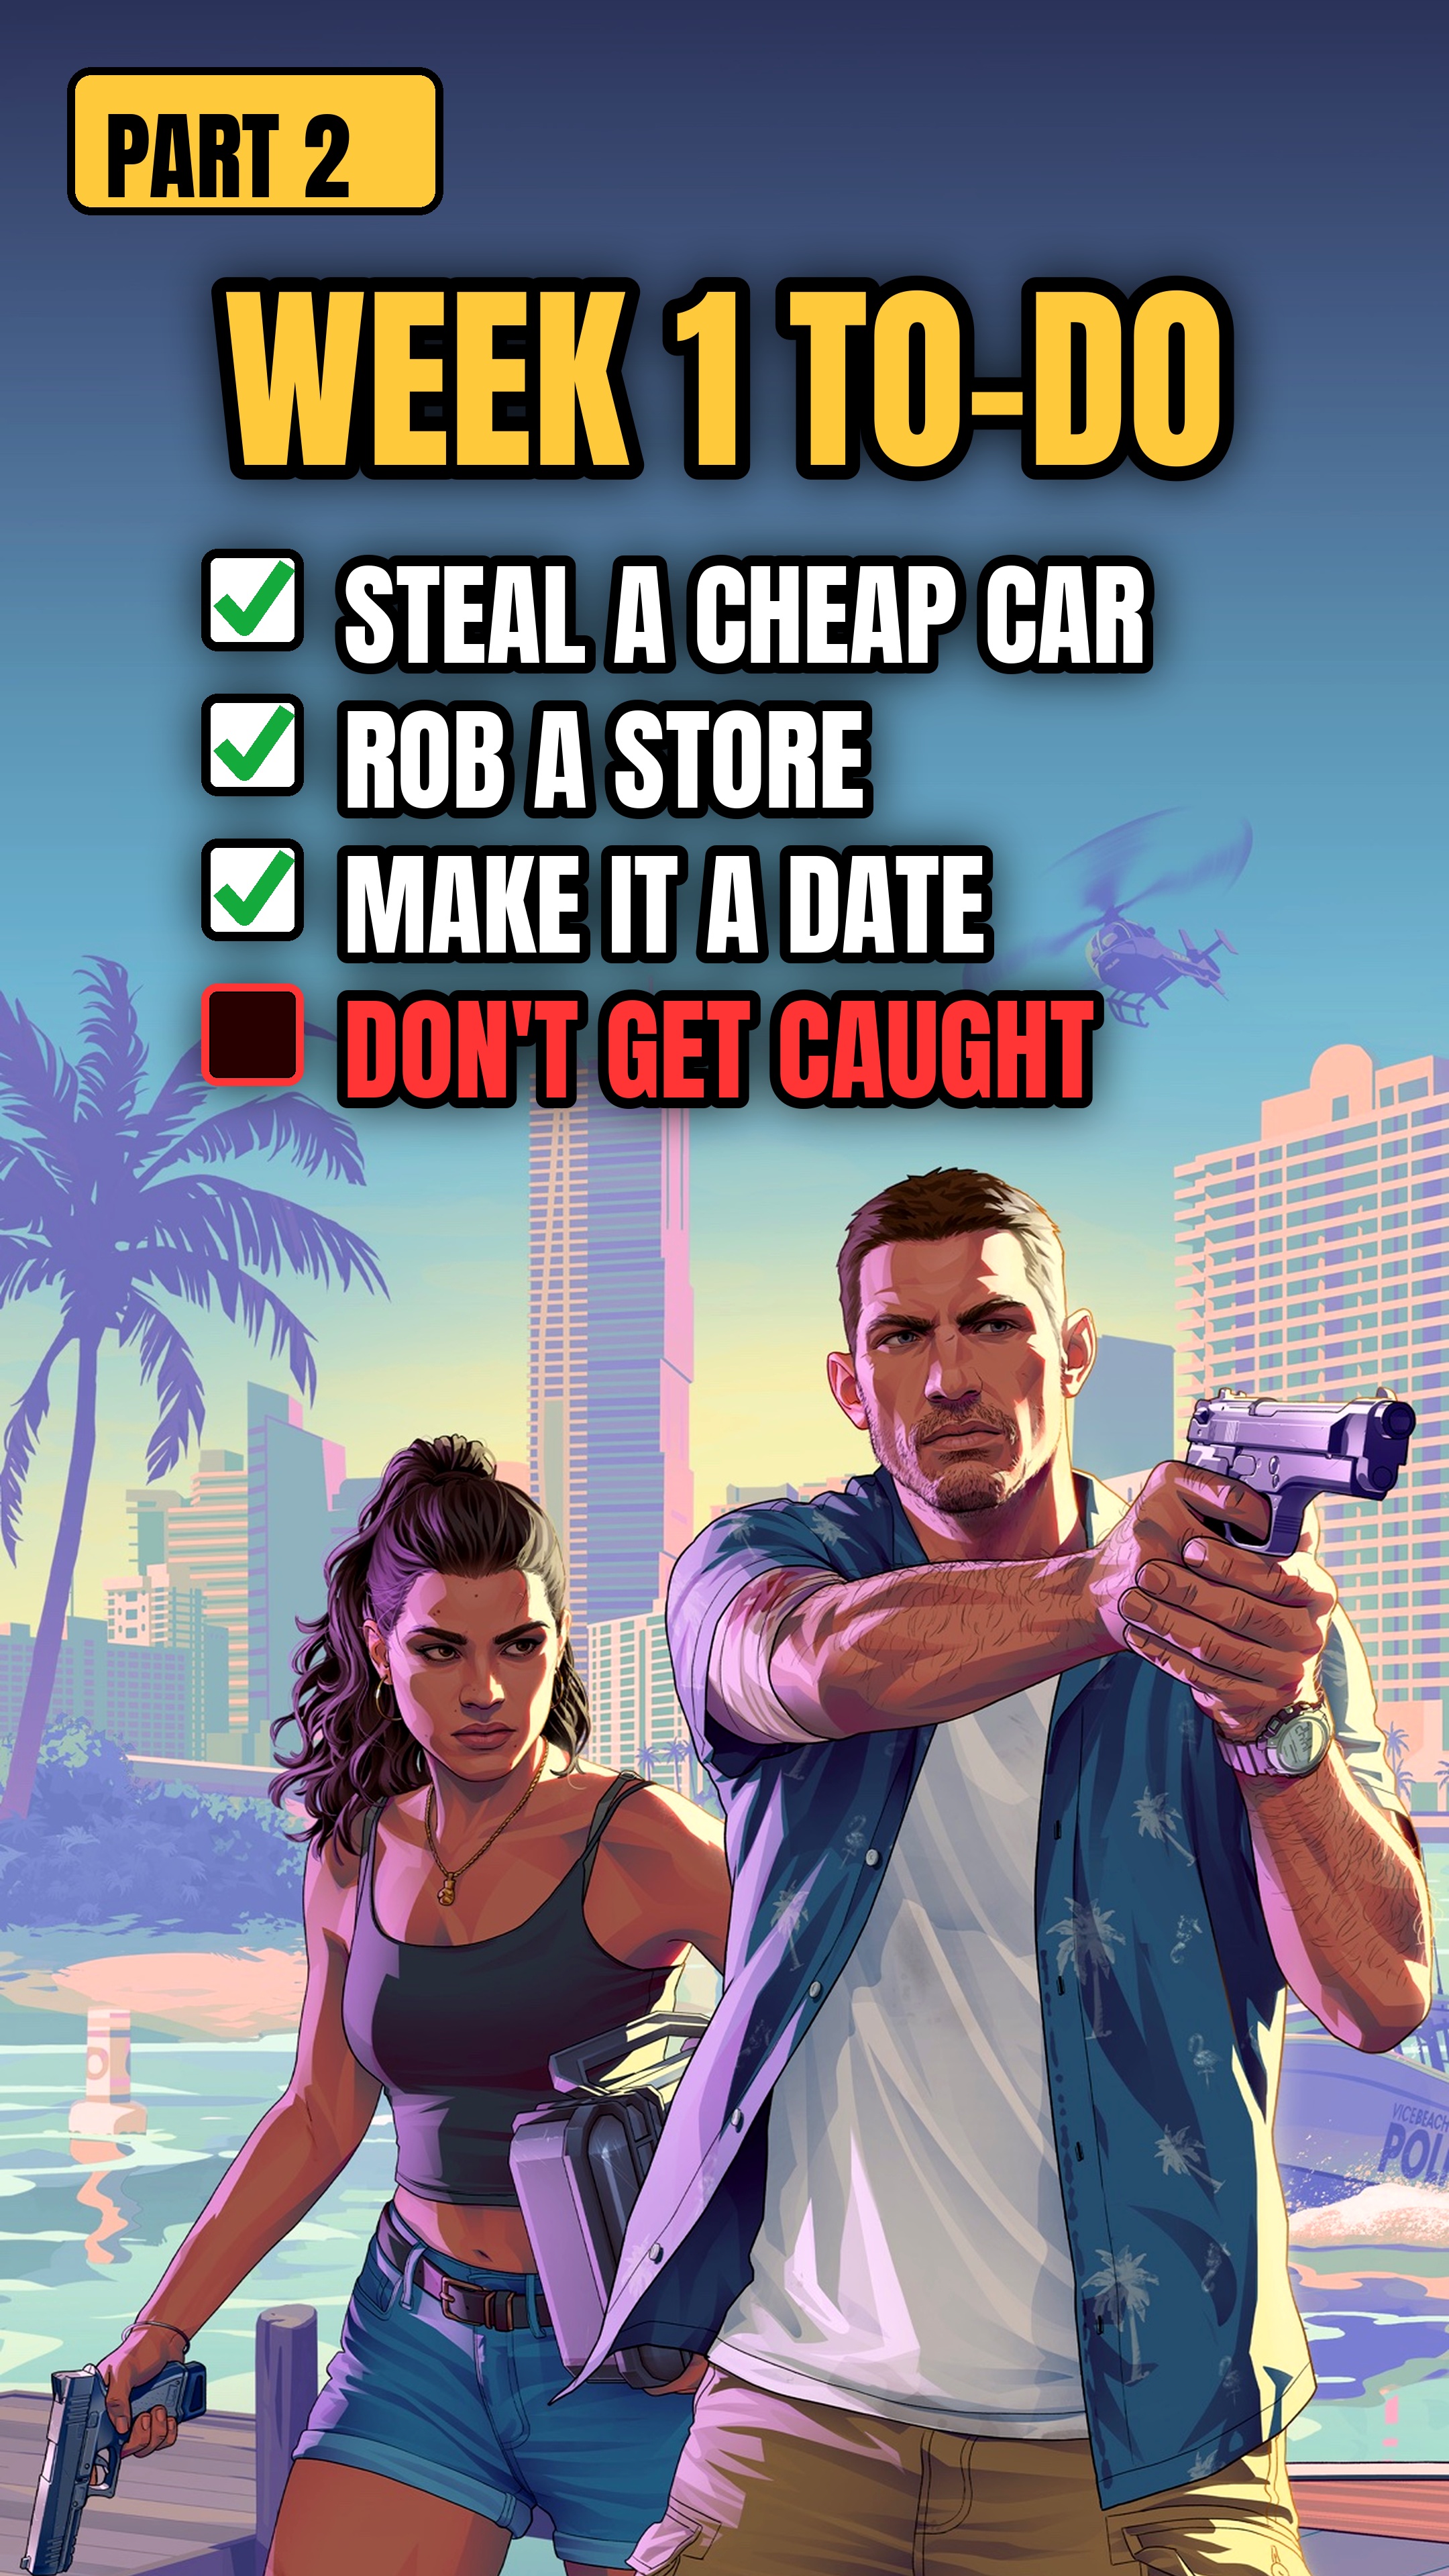 PART 2
WEEK 1 TO-DO
STEAL A CHEAP CAR
ROB A STORE
MAKE IT A DATE
DON'T GET CAUGHT